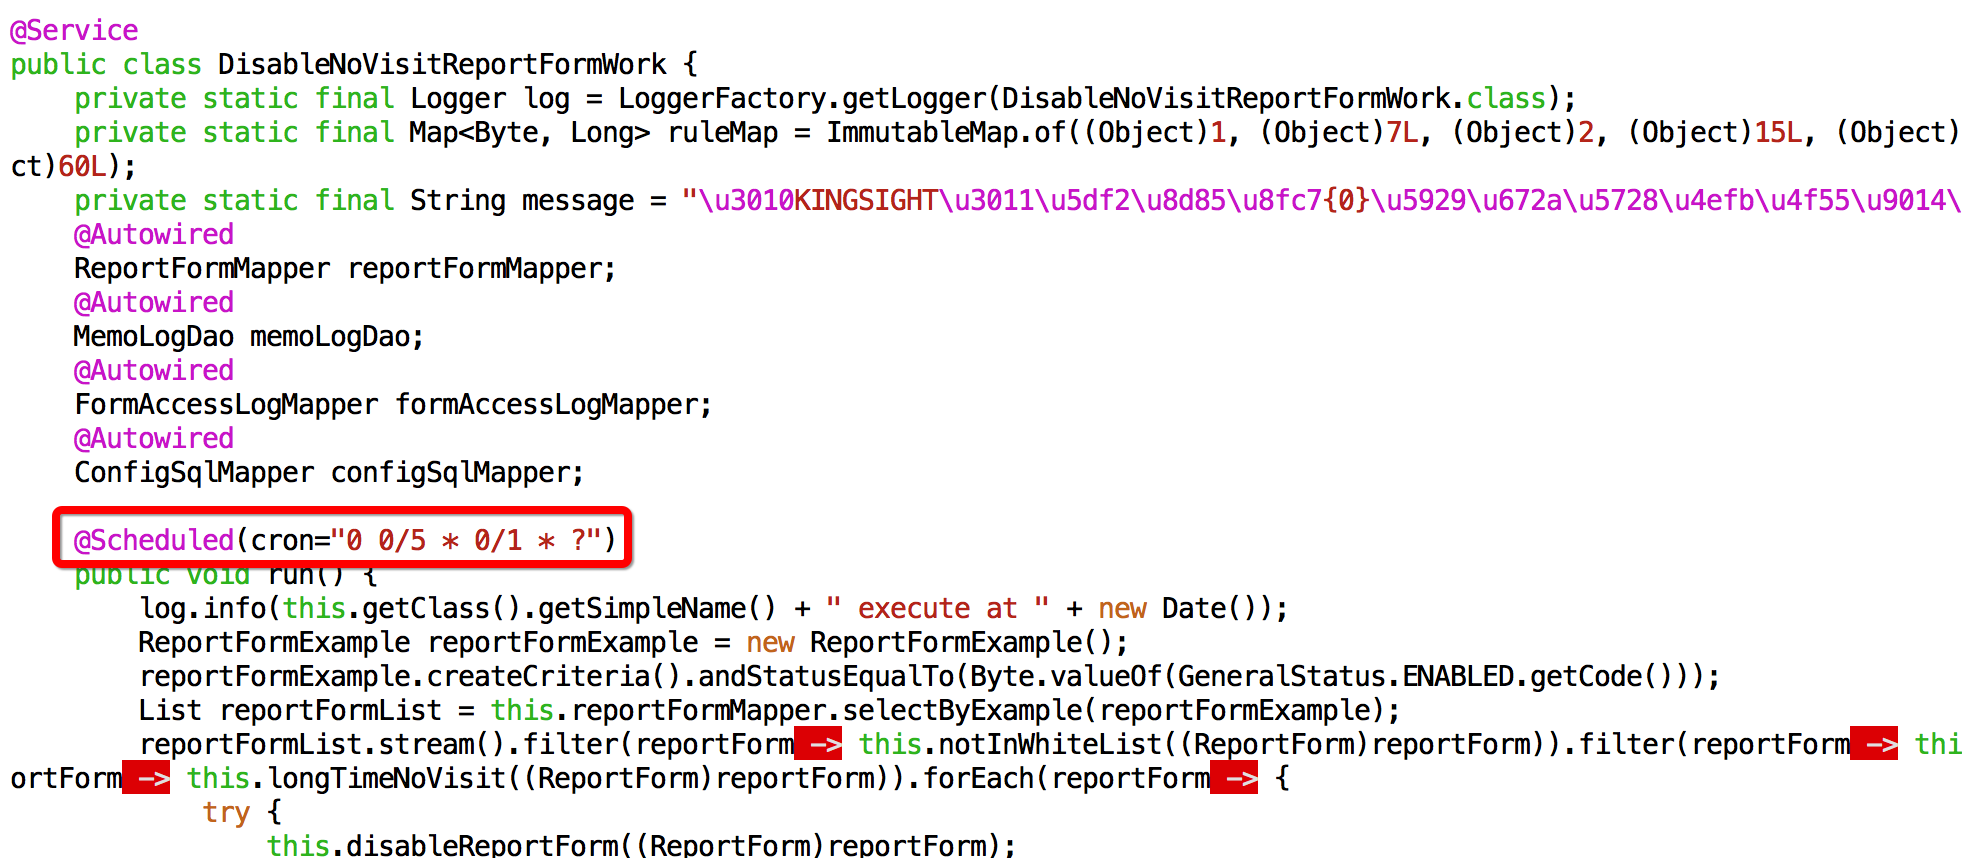 @Service
public class DisableNoVisitReportFormWork {
    private static final Logger log = LoggerFactory.getLogger(DisableNoVisitReportFormWork.class);
    private static final Map<Byte, Long> ruleMap = ImmutableMap.of((Object)1, (Object)7L, (Object)2, (Object)15L, (Object)
ct)60L);
    private static final String message = "\u3010KINGSIGHT\u3011\u5df2\u8d85\u8fc7{0}\u5929\u672a\u5728\u4efb\u4f55\u9014\
    @Autowired
    ReportFormMapper reportFormMapper;
    @Autowired
    MemoLogDao memoLogDao;
    @Autowired
    FormAccessLogMapper formAccessLogMapper;
    @Autowired
    ConfigSqlMapper configSqlMapper;
    @Scheduled(cron="0 0/5 * 0/1 * ?")
    public void run() {
        log.info(this.getClass().getSimpleName() + " execute at " + new Date());
        ReportFormExample reportFormExample = new ReportFormExample();
        reportFormExample.createCriteria().andStatusEqualTo(Byte.valueOf(GeneralStatus.ENABLED.getCode()));
        List reportFormList = this.reportFormMapper.selectByExample(reportFormExample);
        reportFormList.stream().filter(reportForm -> this.notInWhiteList((ReportForm)reportForm)).filter(reportForm -> thi
ortForm -> this.longTimeNoVisit((ReportForm)reportForm)).forEach(reportForm -> {
            try {
                this.disableReportForm((ReportForm)reportForm);